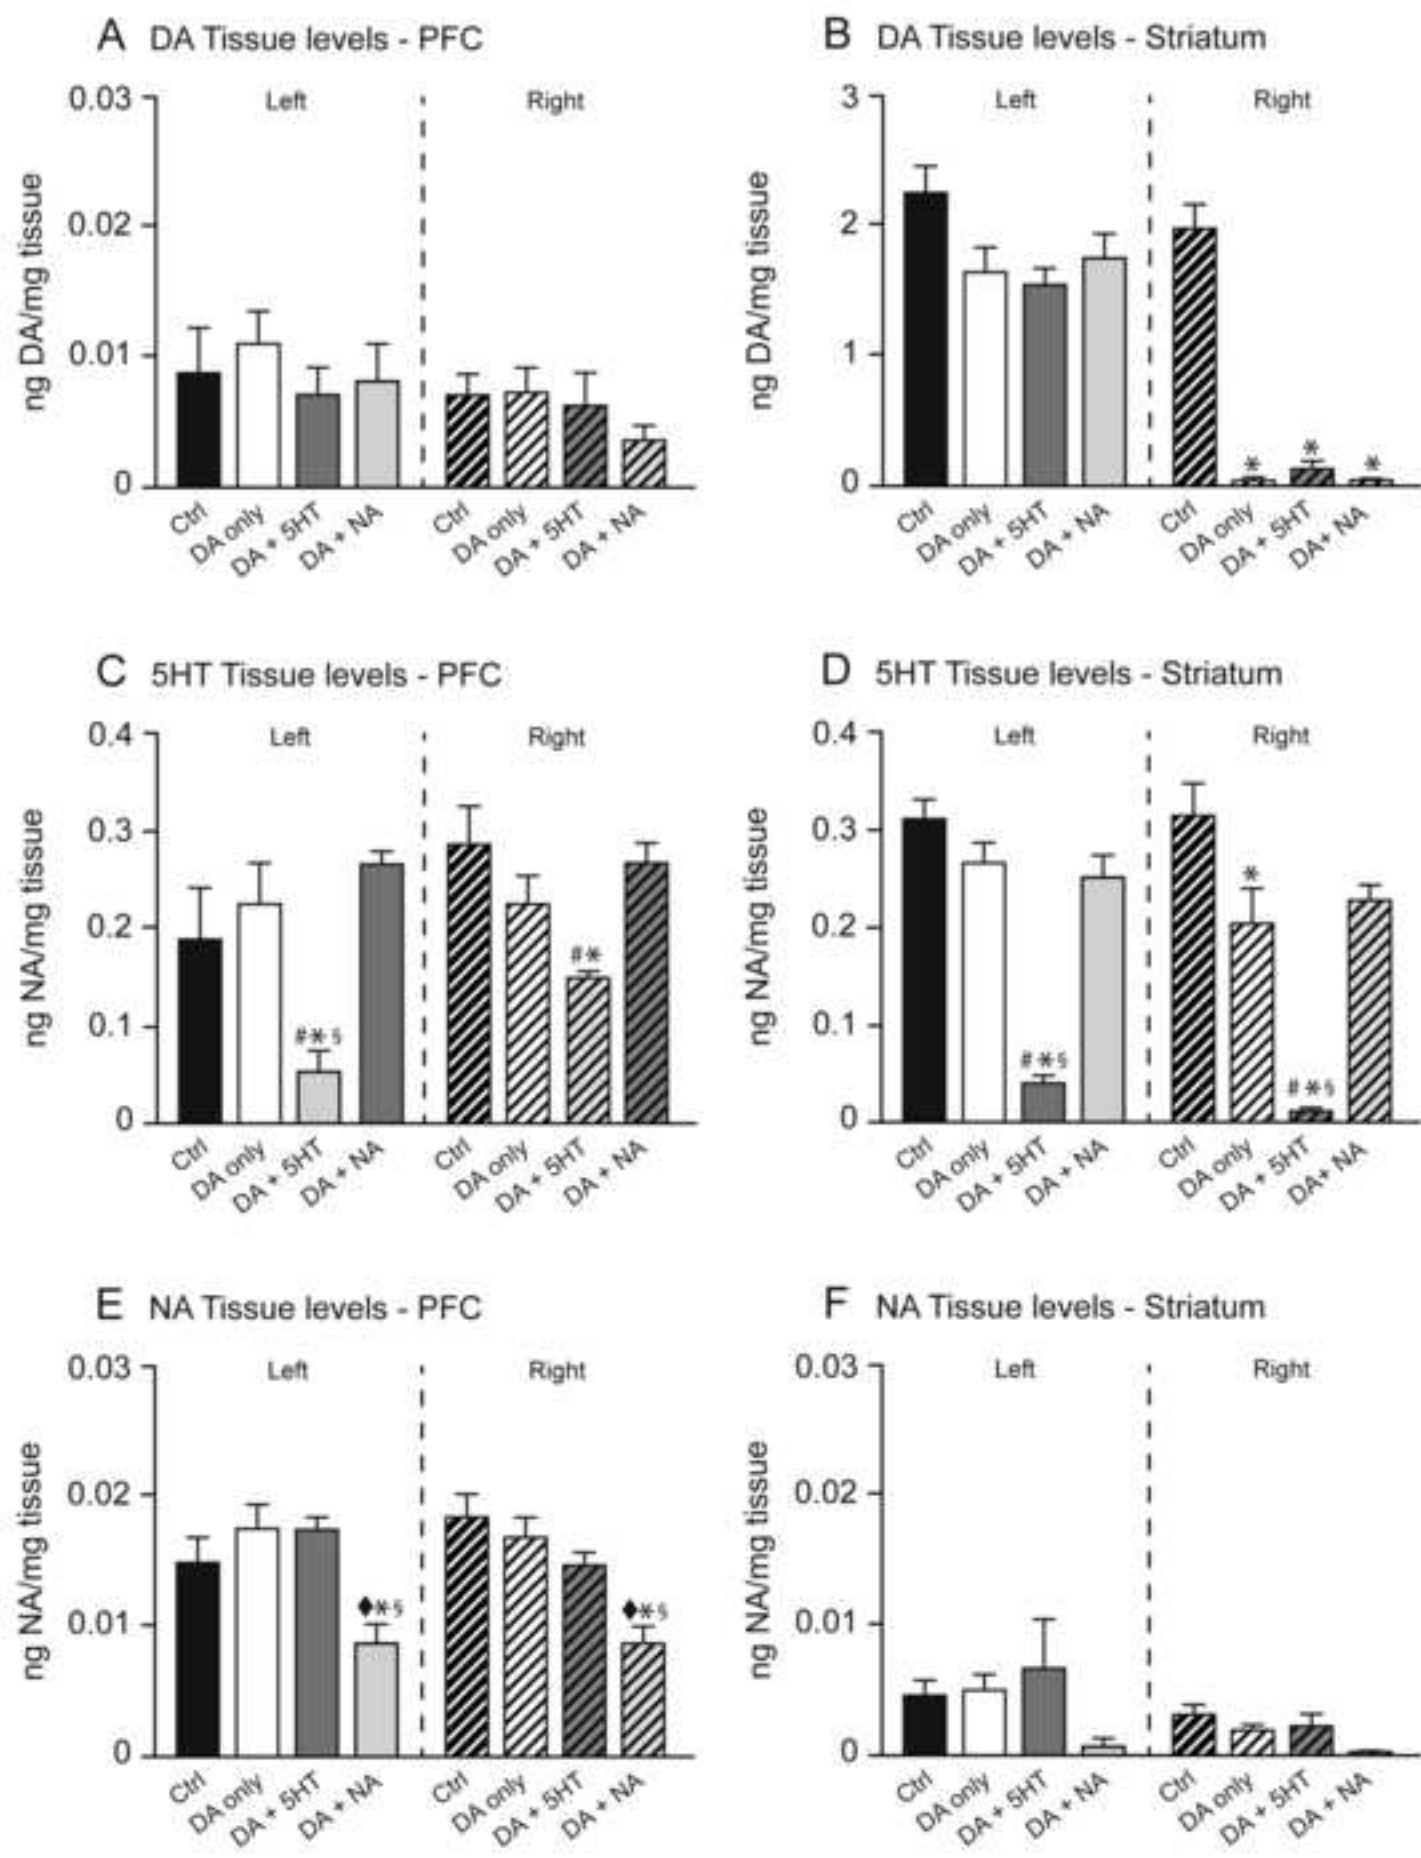 A DA Tissue levels - PFC
ng DA/mg tissue
0.03
0.02
0.01
0
Left
Right
Ctrl
DA only
DA + 5HT
DA + NA
Ctrl
DA only
DA + 5HT
DA + NA
B DA Tissue levels - Striatum
ng DA/mg tissue
3
2
1
0
Left
Right
*
*
*
Ctrl
DA only
DA + 5HT
DA + NA
Ctrl
DA only
DA + 5HT
DA+ NA
C 5HT Tissue levels - PFC
ng NA/mg tissue
0.4
0.3
0.2
0.1
0
Left
Right
#*§
#*
Ctrl
DA only
DA + 5HT
DA + NA
Ctrl
DA only
DA + 5HT
DA + NA
D 5HT Tissue levels - Striatum
ng NA/mg tissue
0.4
0.3
0.2
0.1
0
Left
Right
#*§
*
#*§
Ctrl
DA only
DA + 5HT
DA + NA
Ctrl
DA only
DA + 5HT
DA+ NA
E NA Tissue levels - PFC
ng NA/mg tissue
0.03
0.02
0.01
0
Left
Right
♦*§
♦*§
Ctrl
DA only
DA + 5HT
DA + NA
Ctrl
DA only
DA + 5HT
DA + NA
F NA Tissue levels - Striatum
ng NA/mg tissue
0.03
0.02
0.01
0
Left
Right
Ctrl
DA only
DA + 5HT
DA + NA
Ctrl
DA only
DA + 5HT
DA + NA